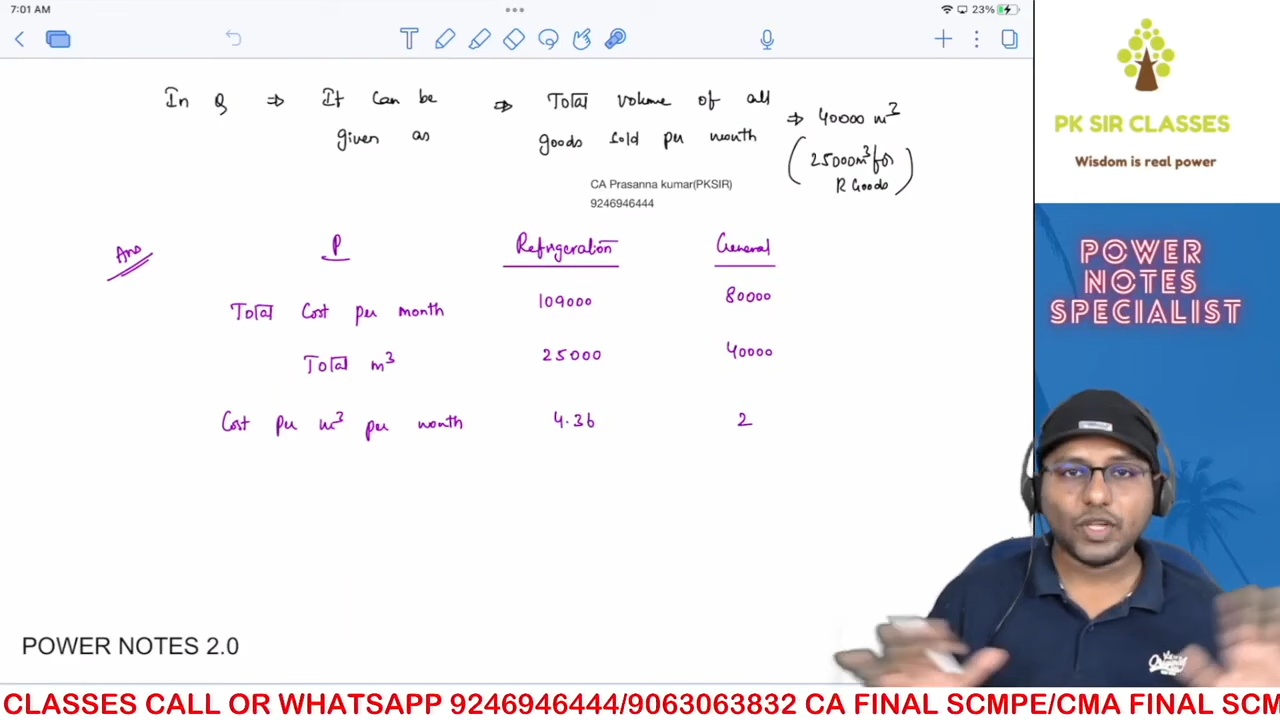 7:01 AM
23%
T
In Q ⇒ It can be given as ⇒ Total volume of all goods sold per month ⇒ 40000 m³
(25000m³ for R Goods)
CA Prasanna kumar(PKSIR)
9246946444
Ans
P Refrigeration General
Total Cost per month 109000 80000
Total m³ 25000 40000
Cost per m³ per month 4.36 2
POWER NOTES 2.0
PK SIR CLASSES
Wisdom is real power
POWER
NOTES
SPECIALIST
CLASSES CALL OR WHATSAPP 9246946444/9063063832 CA FINAL SCMPE/CMA FINAL SCM